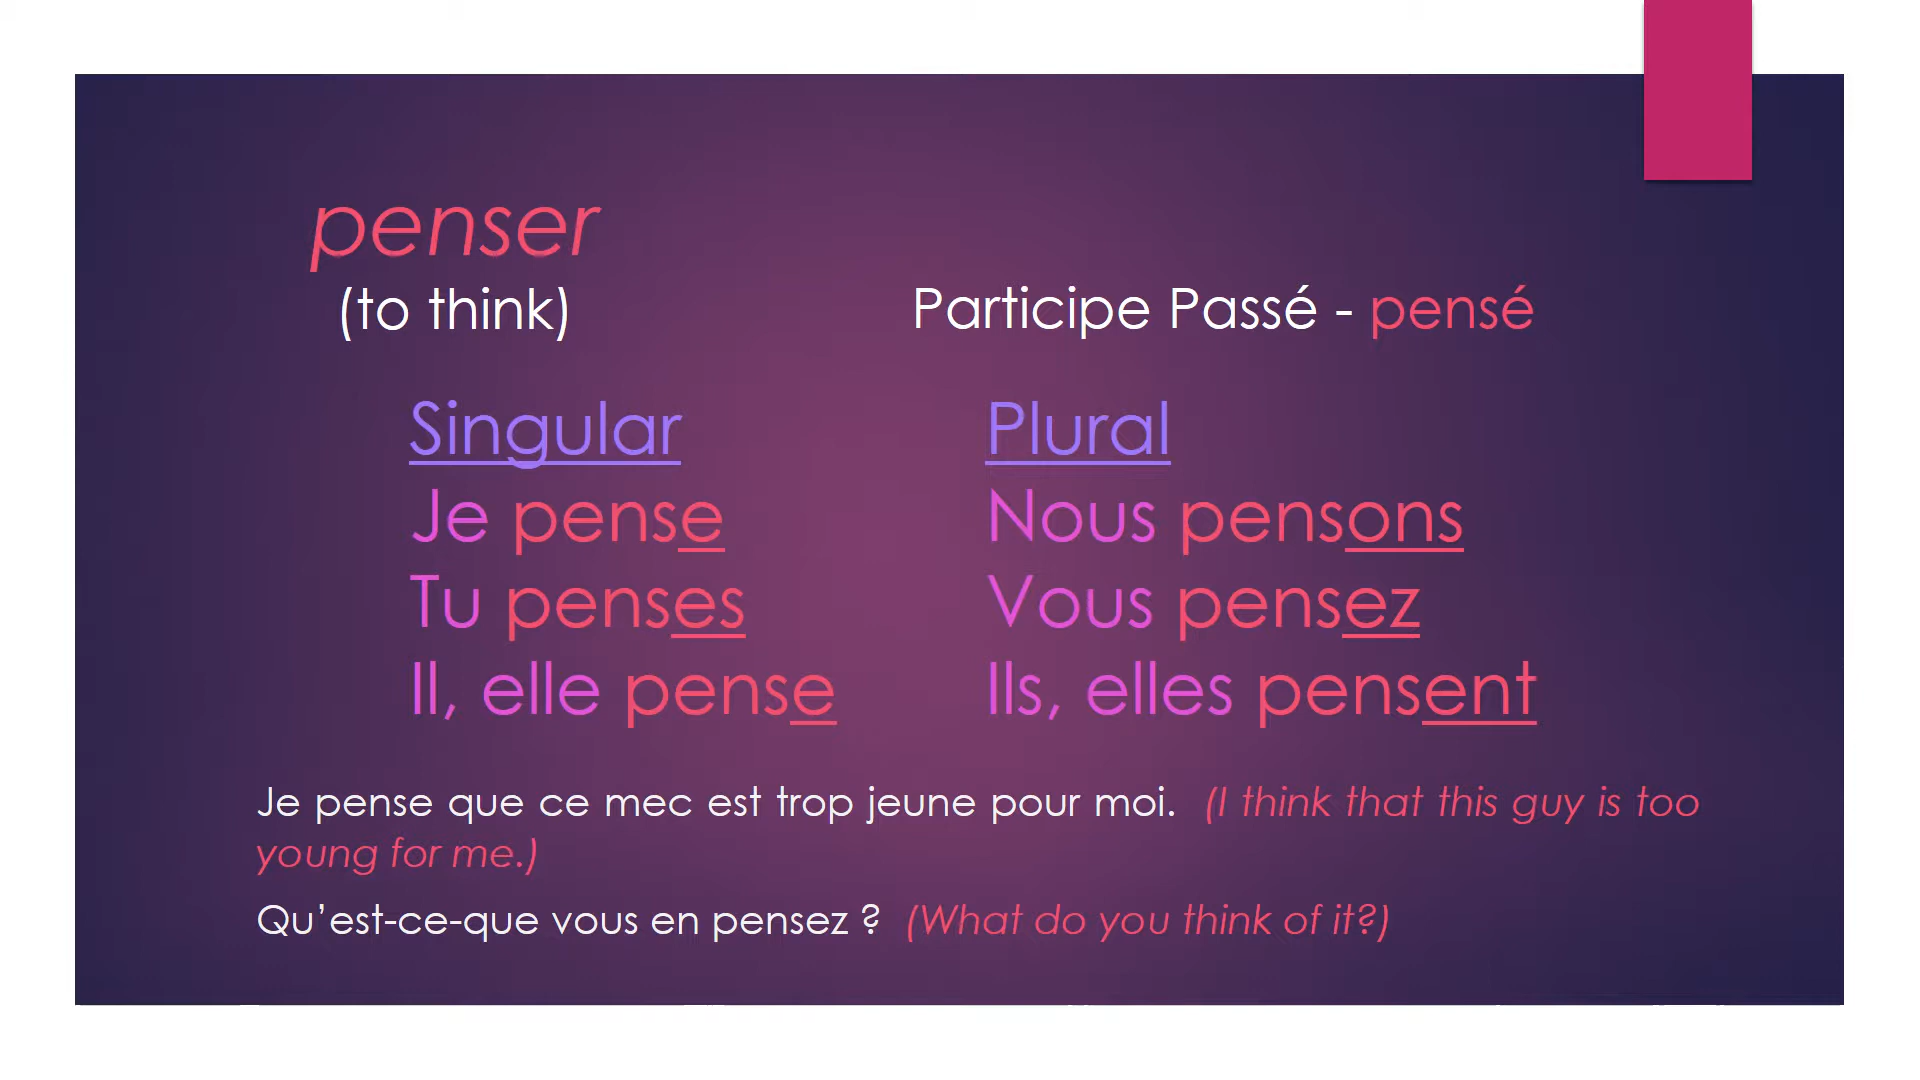 penser
(to think)
Participe Passé - pensé
Singular
Je pense
Tu penses
Il, elle pense
Plural
Nous pensons
Vous pensez
Ils, elles pensent
Je pense que ce mec est trop jeune pour moi. (I think that this guy is too
young for me.)
Qu’est-ce-que vous en pensez ? (What do you think of it?)